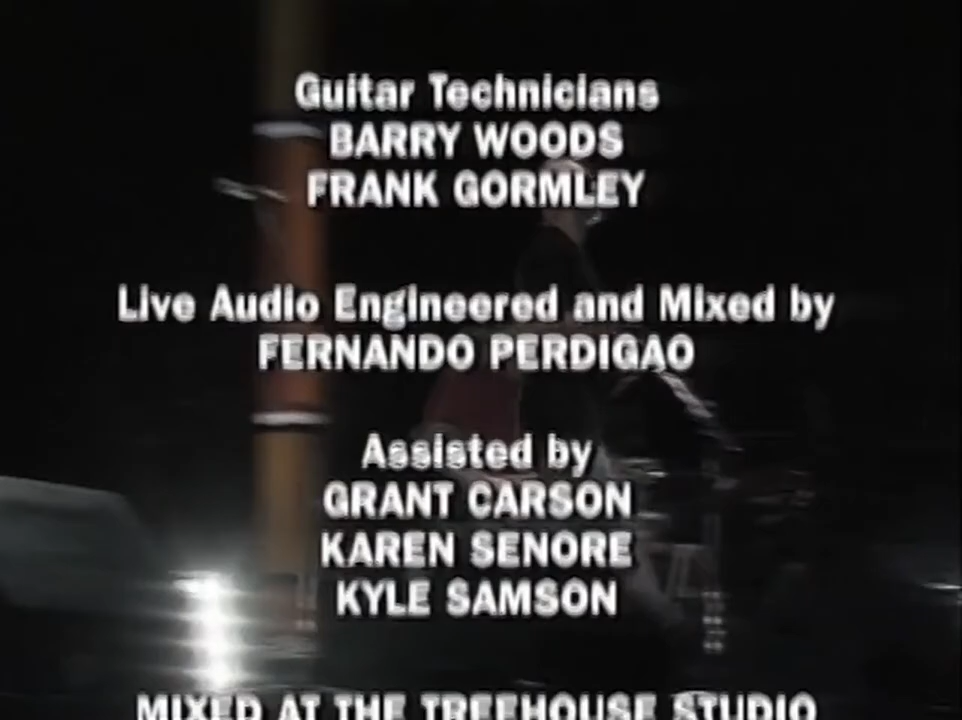 Guitar Technicians
BARRY WOODS
FRANK GORMLEY
Live Audio Engineered and Mixed by
FERNANDO PERDIGAO
Assisted by
GRANT CARSON
KAREN SENORE
KYLE SAMSON
MIXED AT THE TREEHOUSE STUDIO